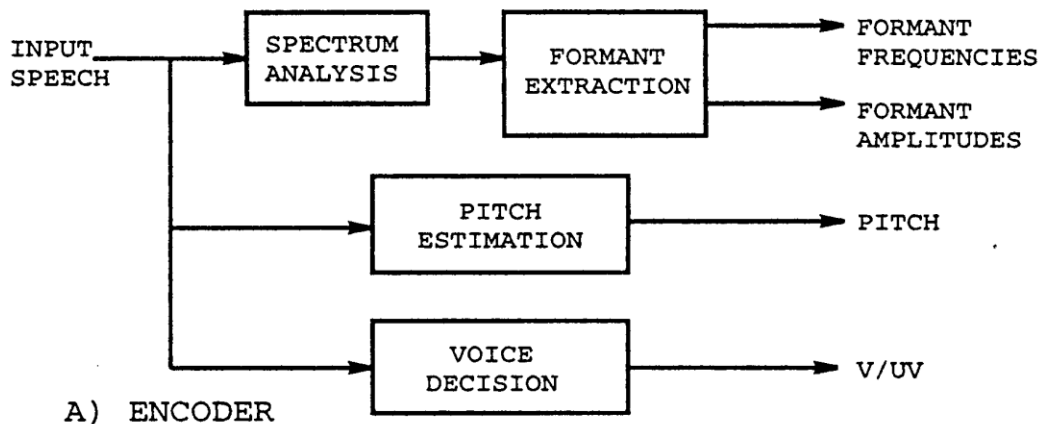 INPUT
SPEECH
SPECTRUM
ANALYSIS
FORMANT
EXTRACTION
FORMANT
FREQUENCIES
FORMANT
AMPLITUDES
PITCH
ESTIMATION
PITCH
VOICE
DECISION
V/UV
A) ENCODER